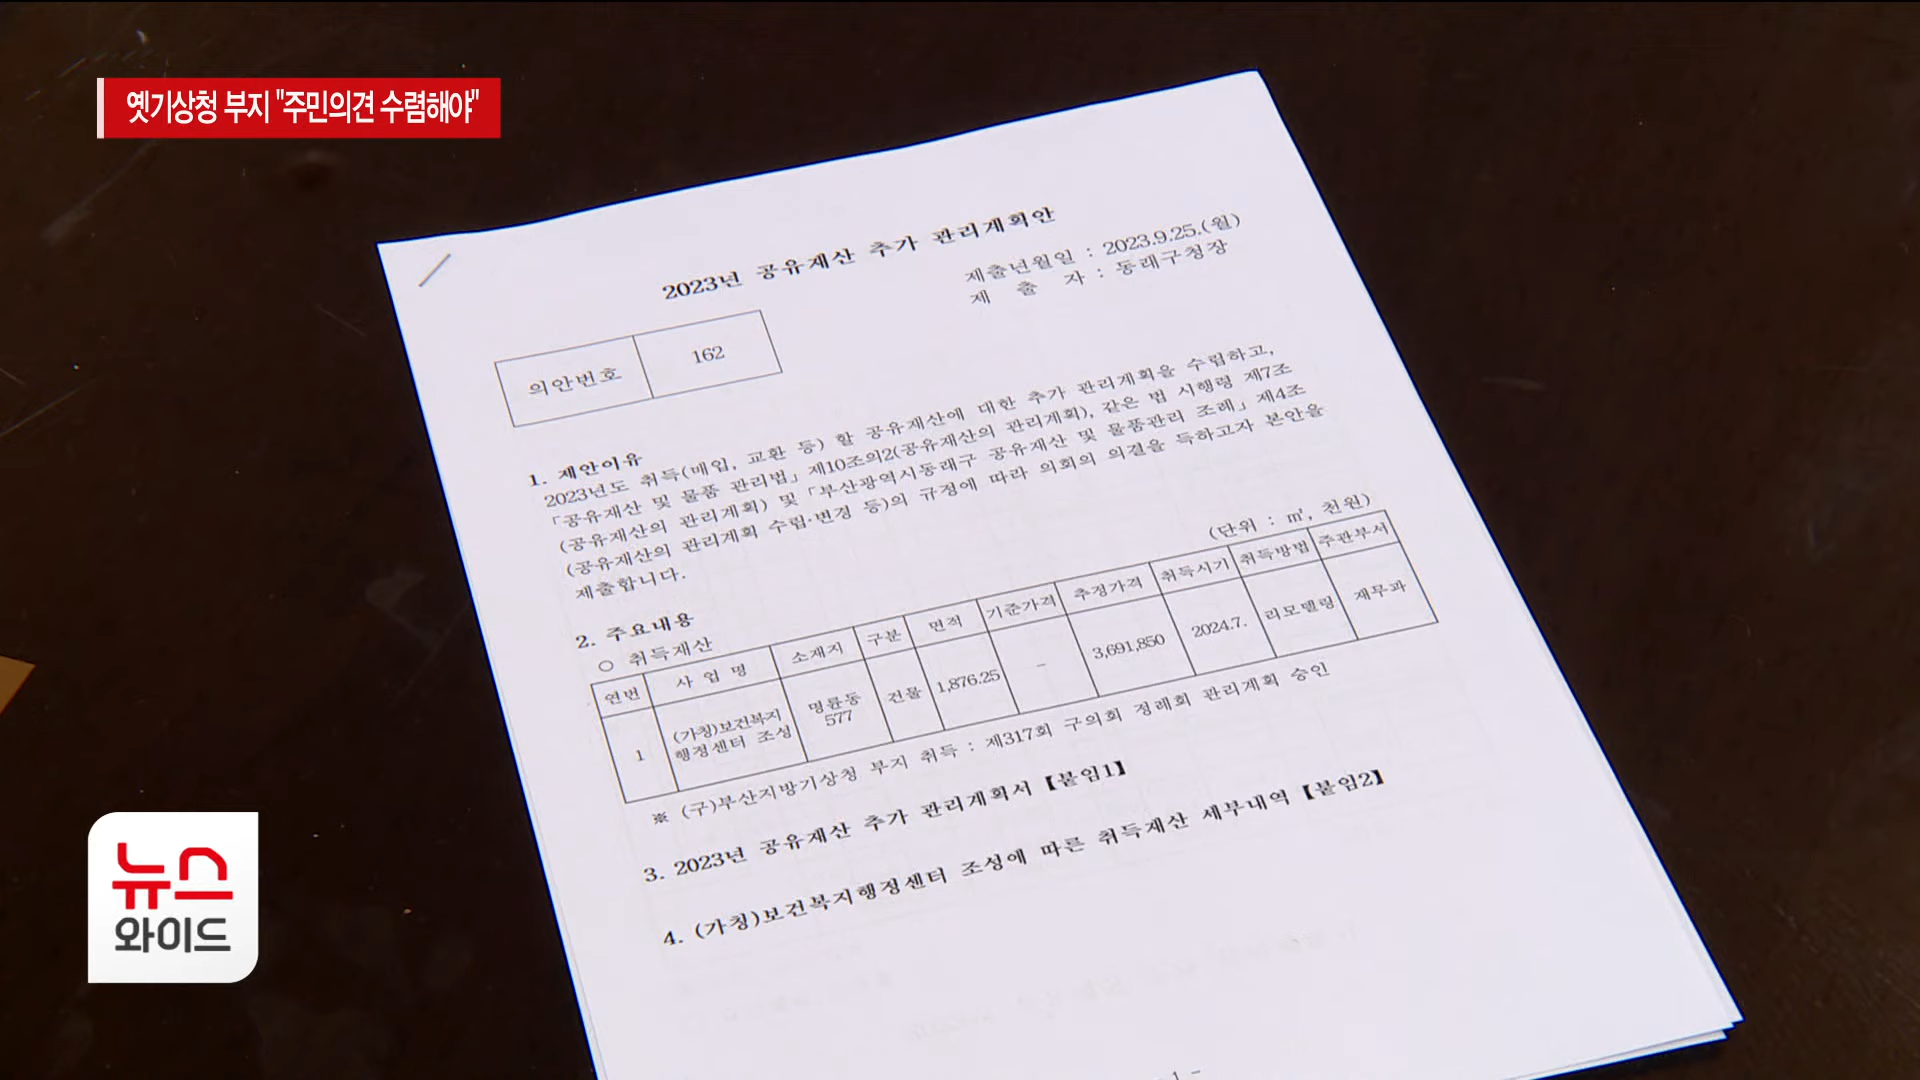 옛기상청 부지 "주민의견 수렴해야"
2023년 공유재산 추가 관리계획안
제출년월일 : 2023.9.25.(월)
제 출 자 : 동래구청장
의안번호 162
1. 제안이유
2023년도 취득(매입, 교환 등) 할 공유재산에 대한 추가 관리계획을 수립하고,
「공유재산 및 물품 관리법」 제10조의2(공유재산의 관리계획), 같은 법 시행령 제7조
(공유재산의 관리계획) 및 「부산광역시동래구 공유재산 및 물품관리 조례」 제4조
(공유재산의 관리계획 수립·변경 등)의 규정에 따라 의회의 의결을 득하고자 본안을
제출합니다.
2. 주요내용
○ 취득재산
(단위 : ㎡, 천원)
연번 사 업 명 소재지 구분 면적 기준가격 추정가격 취득시기 취득방법 주관부서
1 (가칭)보건복지 행정센터 조성 명륜동 577 건물 1,876.25 - 3,691,850 2024.7. 리모델링 재무과
※ (구)부산지방기상청 부지 취득 : 제317회 구의회 정례회 관리계획 승인
3. 2023년 공유재산 추가 관리계획서 【붙임1】
4. (가칭)보건복지행정센터 조성에 따른 취득재산 세부내역 【붙임2】
뉴스
와이드
1 -